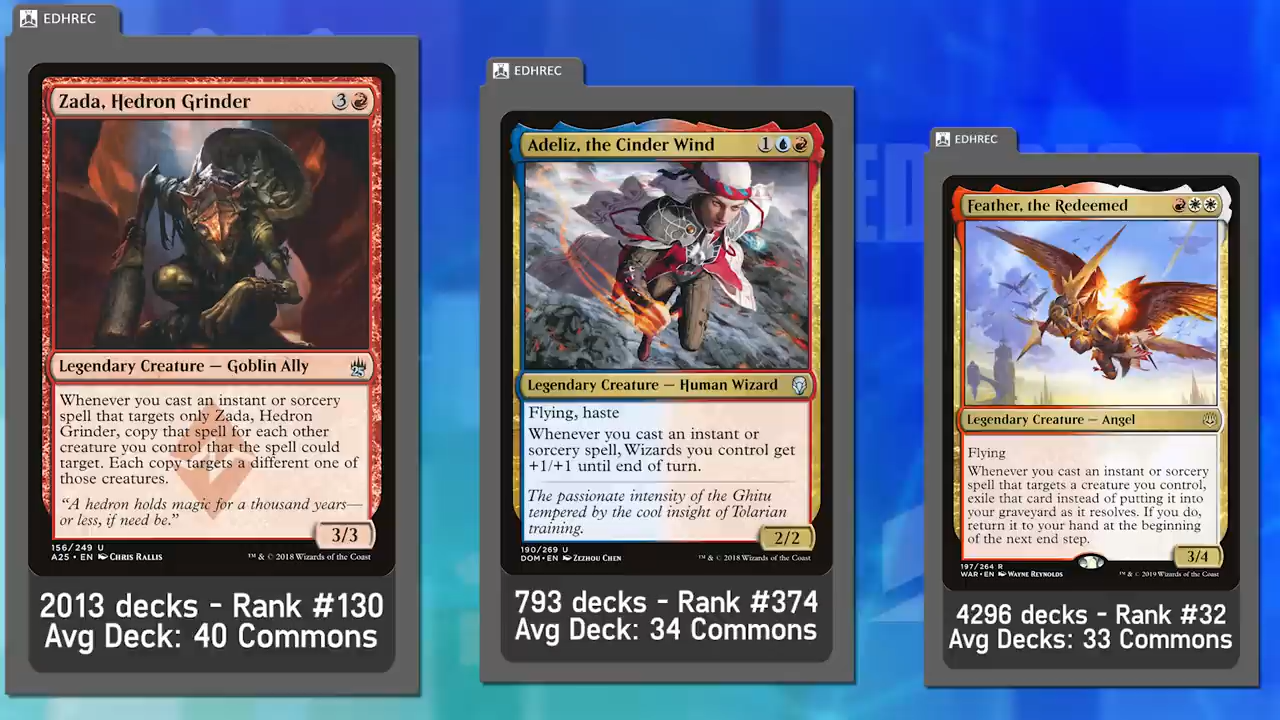 EDHREC
Zada, Hedron Grinder 3
Legendary Creature — Goblin Ally
Whenever you cast an instant or sorcery
spell that targets only Zada, Hedron
Grinder, copy that spell for each other
creature you control that the spell could
target. Each copy targets a different one of
those creatures.
“A hedron holds magic for a thousand years—
or less, if need be.”
3/3
156/249 U
A25 • EN Chris Rallis ™ & © 2018 Wizards of the Coast
2013 decks - Rank #130
Avg Deck: 40 Commons
EDHREC
Adeliz, the Cinder Wind 1
Legendary Creature — Human Wizard
Flying, haste
Whenever you cast an instant or
sorcery spell, Wizards you control get
+1/+1 until end of turn.
The passionate intensity of the Ghitu
tempered by the cool insight of Tolarian
training.
2/2
190/269 U
DOM • EN Zezhou Chen ™ & © 2018 Wizards of the Coast
793 decks - Rank #374
Avg Deck: 34 Commons
EDHREC
Feather, the Redeemed
Legendary Creature — Angel
Flying
Whenever you cast an instant or sorcery
spell that targets a creature you control,
exile that card instead of putting it into
your graveyard as it resolves. If you do,
return it to your hand at the beginning
of the next end step.
3/4
197/264 R
WAR • EN Wayne Reynolds ™ & © 2019 Wizards of the Coast
4296 decks - Rank #32
Avg Decks: 33 Commons